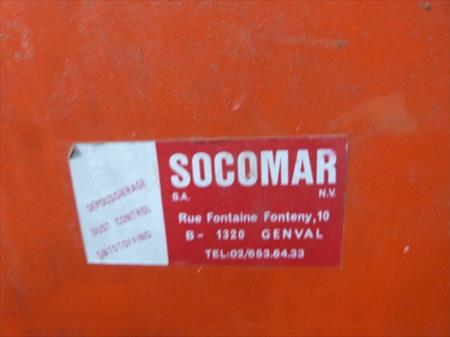 DEPOUSSIERAGE
DUST CONTROL
ONTSTOFFING
SOCOMAR
S.A. N.V.
Rue Fontaine Fonteny,10
B- 1320 GENVAL
TEL:02/653.64.33